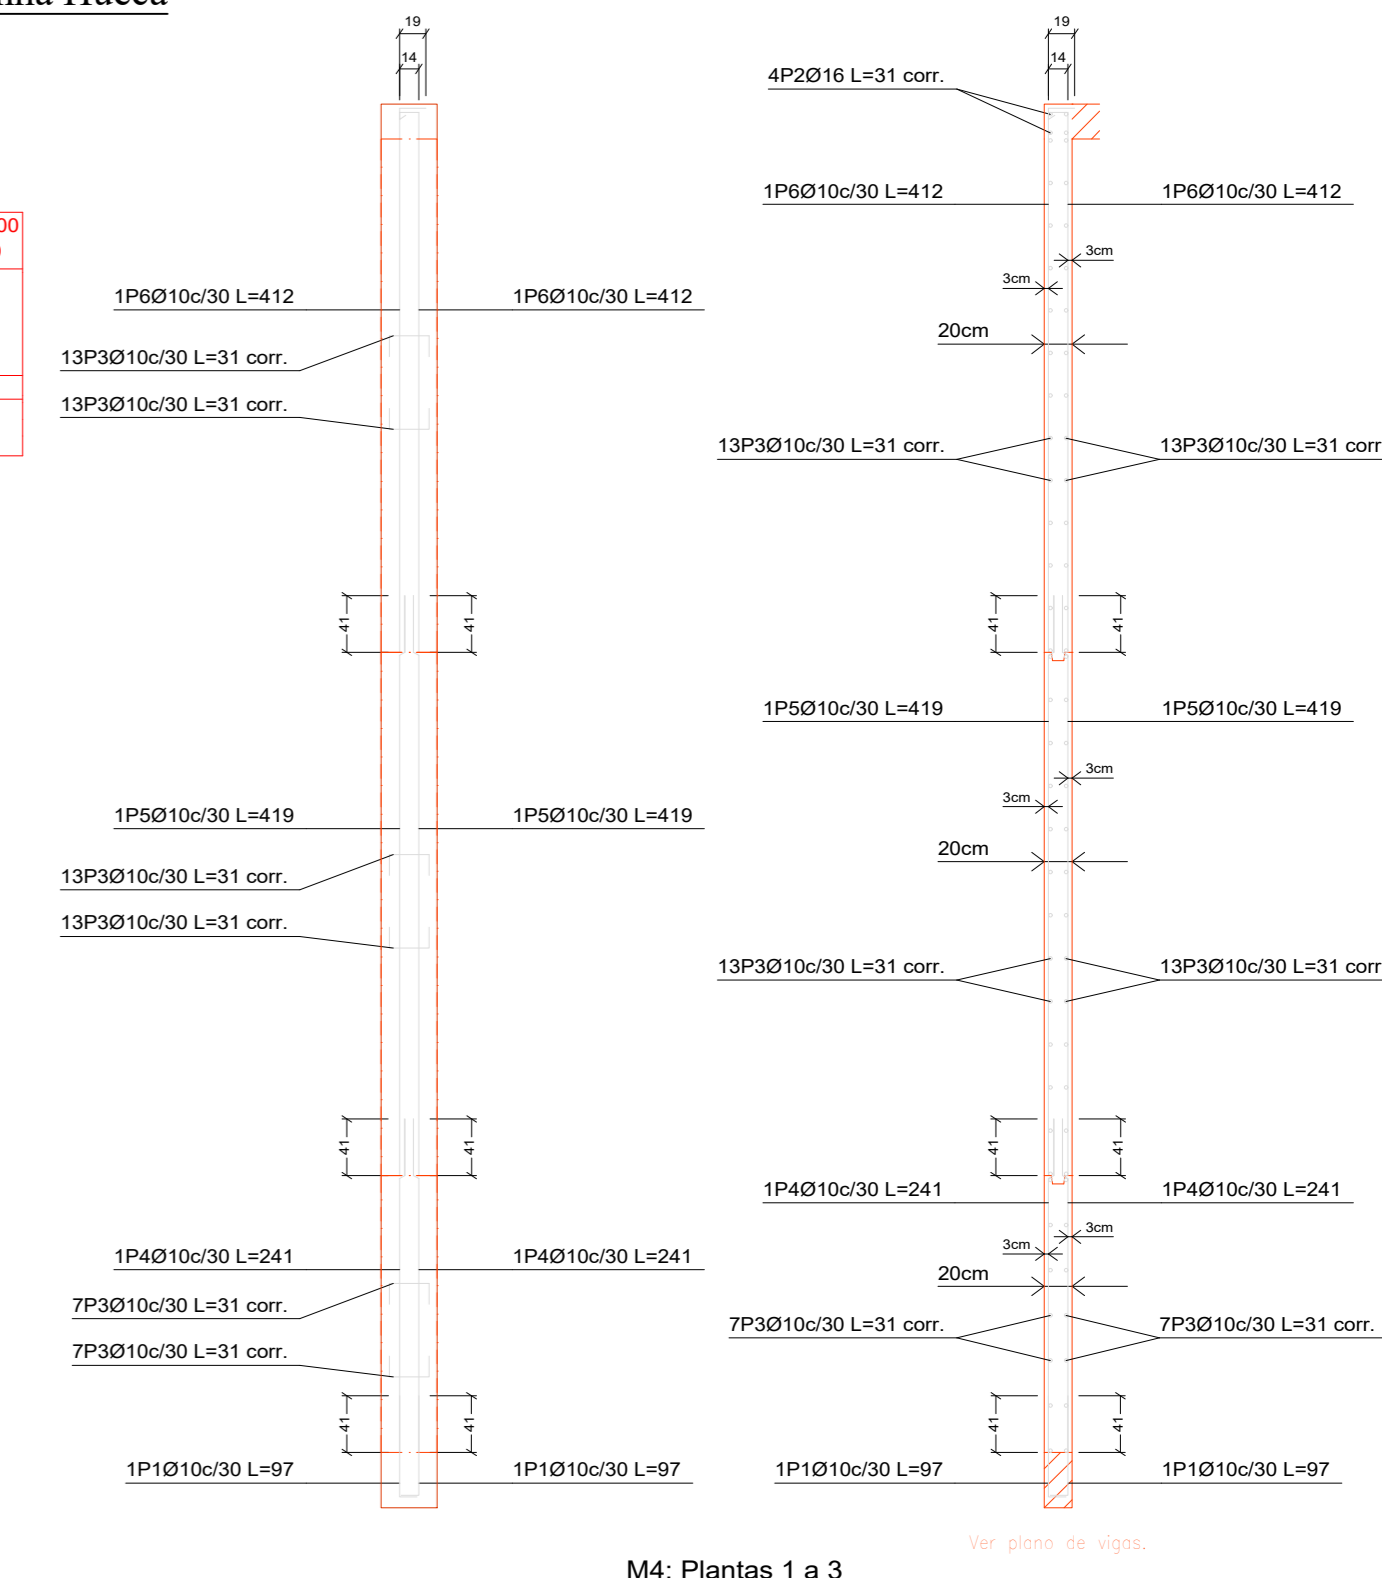 19
14
19
14
4P2Ø16 L=31 corr.
1P6Ø10c/30 L=412
1P6Ø10c/30 L=412
3cm
3cm
1P6Ø10c/30 L=412
1P6Ø10c/30 L=412
20cm
13P3Ø10c/30 L=31 corr.
13P3Ø10c/30 L=31 corr.
13P3Ø10c/30 L=31 corr.
13P3Ø10c/30 L=31 corr
41
41
41
41
1P5Ø10c/30 L=419
1P5Ø10c/30 L=419
3cm
3cm
1P5Ø10c/30 L=419
1P5Ø10c/30 L=419
20cm
13P3Ø10c/30 L=31 corr.
13P3Ø10c/30 L=31 corr.
13P3Ø10c/30 L=31 corr.
13P3Ø10c/30 L=31 corr
41
41
41
41
1P4Ø10c/30 L=241
1P4Ø10c/30 L=241
3cm
3cm
1P4Ø10c/30 L=241
1P4Ø10c/30 L=241
20cm
7P3Ø10c/30 L=31 corr.
7P3Ø10c/30 L=31 corr.
7P3Ø10c/30 L=31 corr.
7P3Ø10c/30 L=31 corr.
41
41
41
41
1P1Ø10c/30 L=97
1P1Ø10c/30 L=97
1P1Ø10c/30 L=97
1P1Ø10c/30 L=97
Ver plano de vigas.
M4: Plantas 1 a 3